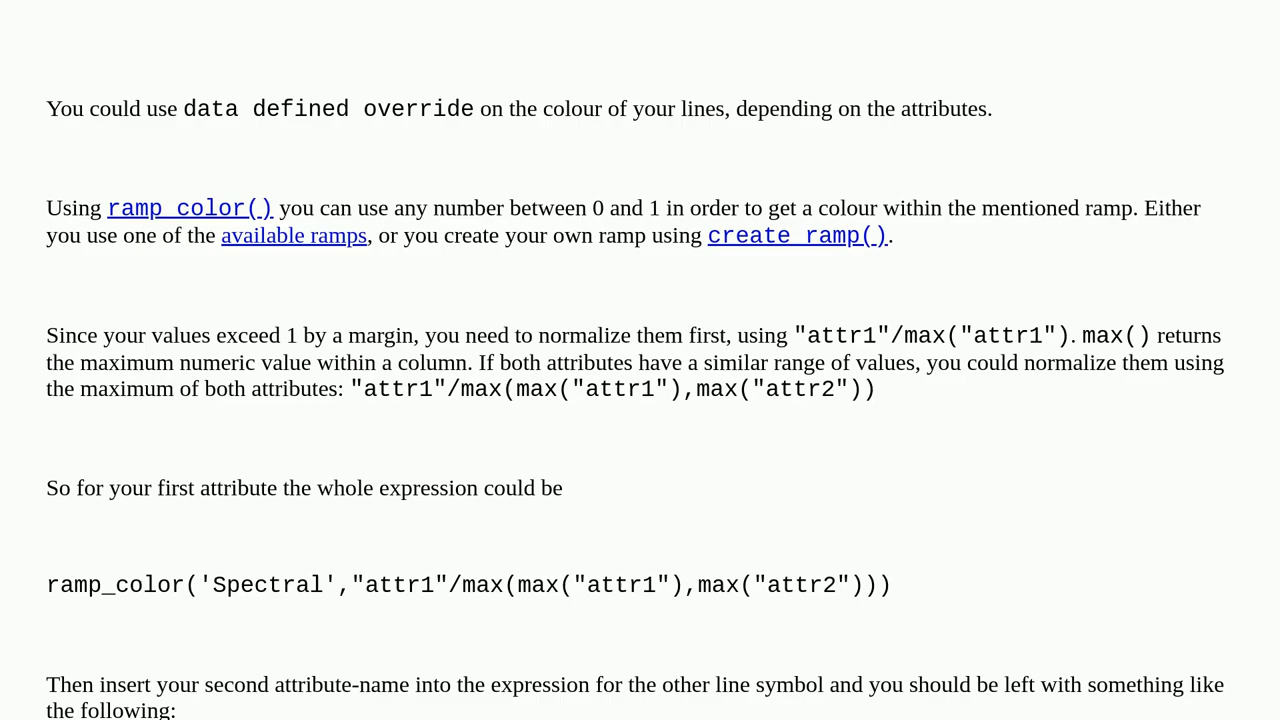 You could use data defined override on the colour of your lines, depending on the attributes.
Using ramp_color() you can use any number between 0 and 1 in order to get a colour within the mentioned ramp. Either
you use one of the available ramps, or you create your own ramp using create_ramp().
Since your values exceed 1 by a margin, you need to normalize them first, using "attr1"/max("attr1"). max() returns
the maximum numeric value within a column. If both attributes have a similar range of values, you could normalize them using
the maximum of both attributes: "attr1"/max(max("attr1"),max("attr2"))
So for your first attribute the whole expression could be
ramp_color('Spectral',"attr1"/max(max("attr1"),max("attr2")))
Then insert your second attribute-name into the expression for the other line symbol and you should be left with something like
the following: